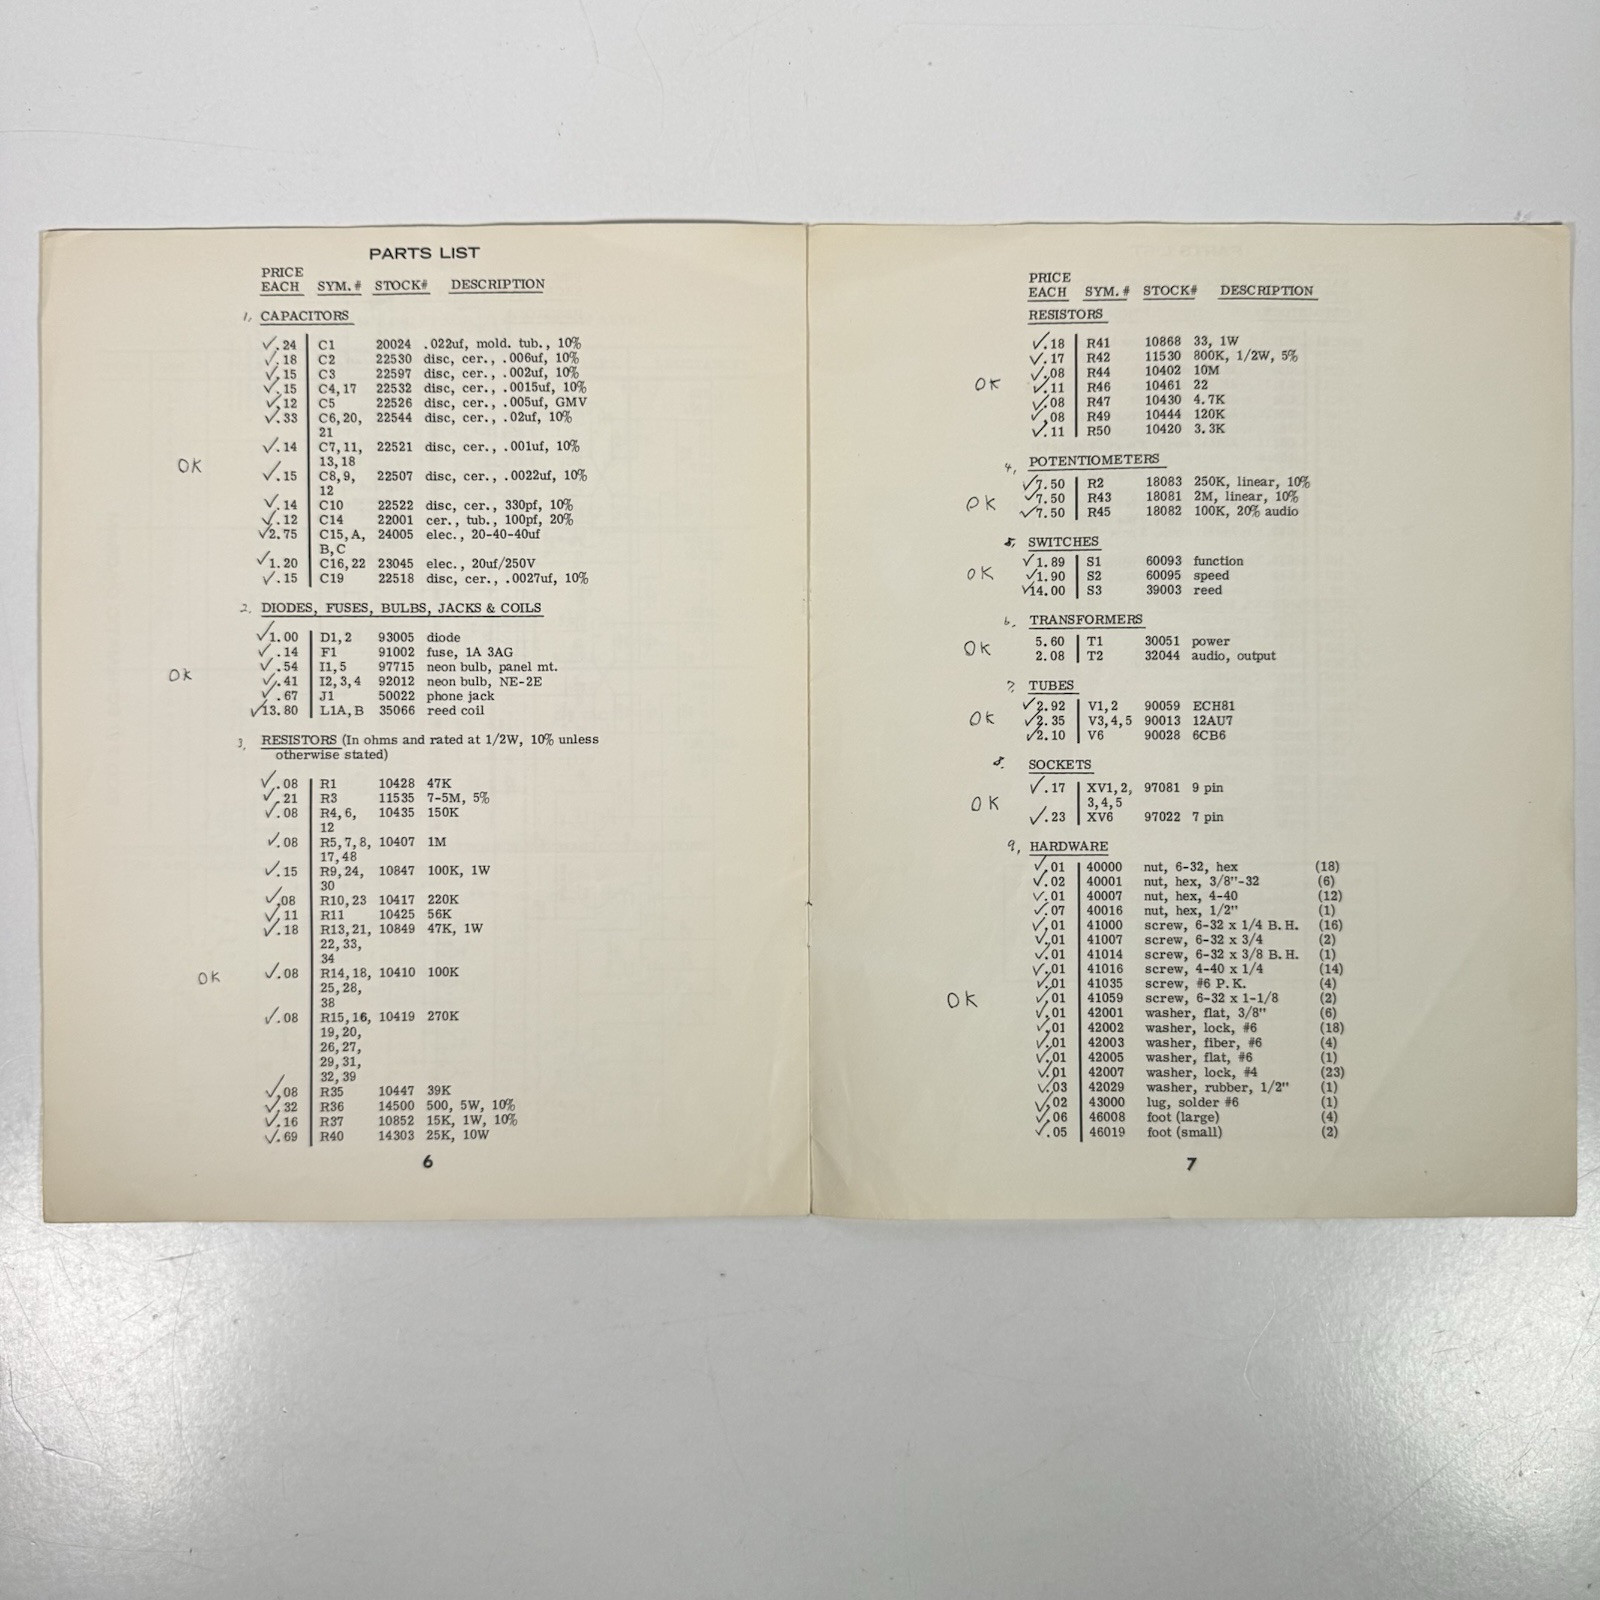 PARTS LIST
PRICE
EACH SYM.# STOCK# DESCRIPTION
1. CAPACITORS
✓.24 C1 20024 .022uf, mold. tub., 10%
✓.18 C2 22530 disc, cer., .006uf, 10%
✓.15 C3 22597 disc, cer., .002uf, 10%
✓.15 C4,17 22532 disc, cer., .0015uf, 10%
✓.12 C5 22526 disc, cer., .005uf, GMV
✓.33 C6,20, 22544 disc, cer., .02uf, 10%
21
✓.14 C7,11, 22521 disc, cer., .001uf, 10%
13,18
OK
✓.15 C8,9, 22507 disc, cer., .0022uf, 10%
12
✓.14 C10 22522 disc, cer., 330pf, 10%
✓.12 C14 22001 cer., tub., 100pf, 20%
✓2.75 C15,A, 24005 elec., 20-40-40uf
B,C
✓1.20 C16,22 23045 elec., 20uf/250V
✓.15 C19 22518 disc, cer., .0027uf, 10%
2. DIODES, FUSES, BULBS, JACKS & COILS
✓1.00 D1,2 93005 diode
✓.14 F1 91002 fuse, 1A 3AG
✓.54 I1,5 97715 neon bulb, panel mt.
OK ✓.41 I2,3,4 92012 neon bulb, NE-2E
✓.67 J1 50022 phone jack
✓13.80 L1A,B 35066 reed coil
3. RESISTORS (In ohms and rated at 1/2W, 10% unless
otherwise stated)
✓.08 R1 10428 47K
✓.21 R3 11535 7-5M, 5%
✓.08 R4,6, 10435 150K
12
✓.08 R5,7,8, 10407 1M
17,48
✓.15 R9,24, 10847 100K, 1W
30
✓.08 R10,23 10417 220K
✓.11 R11 10425 56K
✓.18 R13,21, 10849 47K, 1W
22,33,
34
OK ✓.08 R14,18, 10410 100K
25,28,
38
✓.08 R15,16, 10419 270K
19,20,
26,27,
29,31,
32,39
✓.08 R35 10447 39K
✓.32 R36 14500 500, 5W, 10%
✓.16 R37 10852 15K, 1W, 10%
✓.69 R40 14303 25K, 10W
6
PRICE
EACH SYM.# STOCK# DESCRIPTION
RESISTORS
✓.18 R41 10868 33, 1W
✓.17 R42 11530 800K, 1/2W, 5%
✓.08 R44 10402 10M
OK ✓.11 R46 10461 22
✓.08 R47 10430 4.7K
✓.08 R49 10444 120K
✓.11 R50 10420 3.3K
4. POTENTIOMETERS
✓7.50 R2 18083 250K, linear, 10%
OK ✓7.50 R43 18081 2M, linear, 10%
✓7.50 R45 18082 100K, 20% audio
5. SWITCHES
✓1.89 S1 60093 function
OK ✓1.90 S2 60095 speed
✓14.00 S3 39003 reed
6. TRANSFORMERS
5.60 T1 30051 power
OK 2.08 T2 32044 audio, output
7 TUBES
✓2.92 V1,2 90059 ECH81
OK ✓2.35 V3,4,5 90013 12AU7
✓2.10 V6 90028 6CB6
8. SOCKETS
✓.17 XV1,2, 97081 9 pin
OK 3,4,5
✓.23 XV6 97022 7 pin
9, HARDWARE
✓.01 40000 nut, 6-32, hex (18)
✓.02 40001 nut, hex, 3/8"-32 (6)
✓.01 40007 nut, hex, 4-40 (12)
✓.07 40016 nut, hex, 1/2" (1)
✓.01 41000 screw, 6-32 x 1/4 B.H. (16)
✓.01 41007 screw, 6-32 x 3/4 (2)
✓.01 41014 screw, 6-32 x 3/8 B.H. (1)
✓.01 41016 screw, 4-40 x 1/4 (14)
✓.01 41035 screw, #6 P.K. (4)
OK ✓.01 41059 screw, 6-32 x 1-1/8 (2)
✓.01 42001 washer, flat, 3/8" (6)
✓.01 42002 washer, lock, #6 (18)
✓.01 42003 washer, fiber, #6 (4)
✓.01 42005 washer, flat, #6 (1)
✓.01 42007 washer, lock, #4 (23)
✓.03 42029 washer, rubber, 1/2" (1)
✓.02 43000 lug, solder #6 (1)
✓.06 46008 foot (large) (4)
✓.05 46019 foot (small) (2)
7